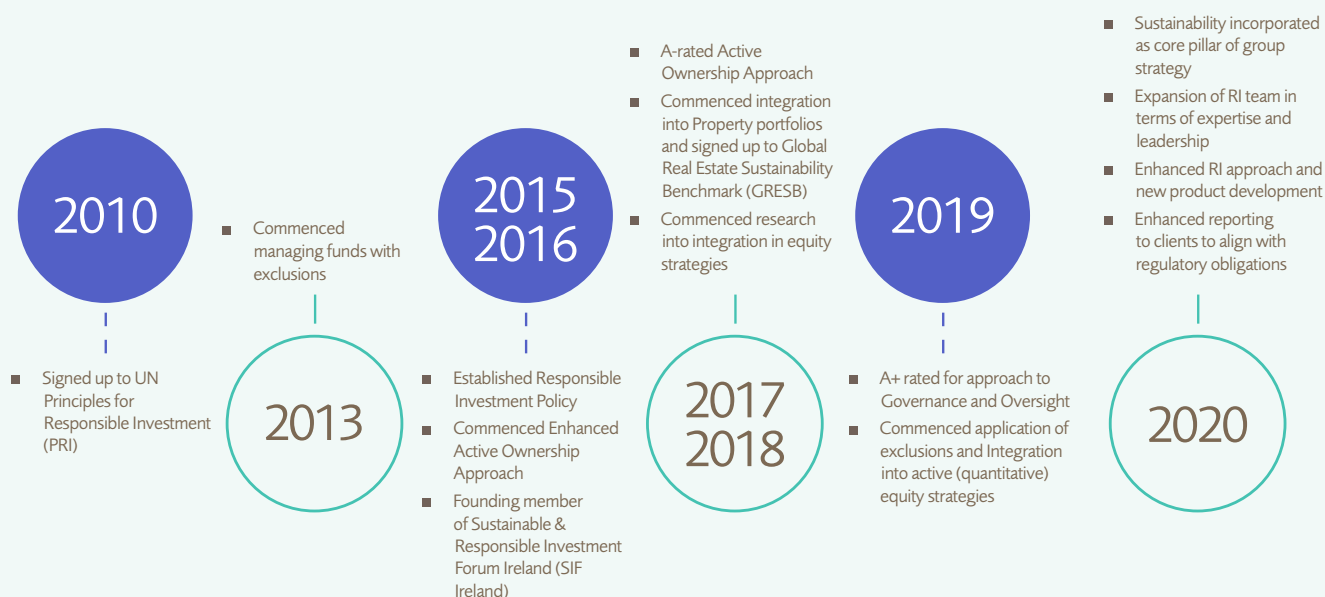 2010
Signed up to UN
Principles for
Responsible Investment
(PRI)
Commenced
managing funds with
exclusions
2013
2015
2016
Established Responsible
Investment Policy
Commenced Enhanced
Active Ownership
Approach
Founding member
of Sustainable &
Responsible Investment
Forum Ireland (SIF
Ireland)
A-rated Active
Ownership Approach
Commenced integration
into Property portfolios
and signed up to Global
Real Estate Sustainability
Benchmark (GRESB)
Commenced research
into integration in equity
strategies
2017
2018
2019
A+ rated for approach to
Governance and Oversight
Commenced application of
exclusions and Integration
into active (quantitative)
equity strategies
Sustainability incorporated
as core pillar of group
strategy
Expansion of RI team in
terms of expertise and
leadership
Enhanced RI approach and
new product development
Enhanced reporting
to clients to align with
regulatory obligations
2020